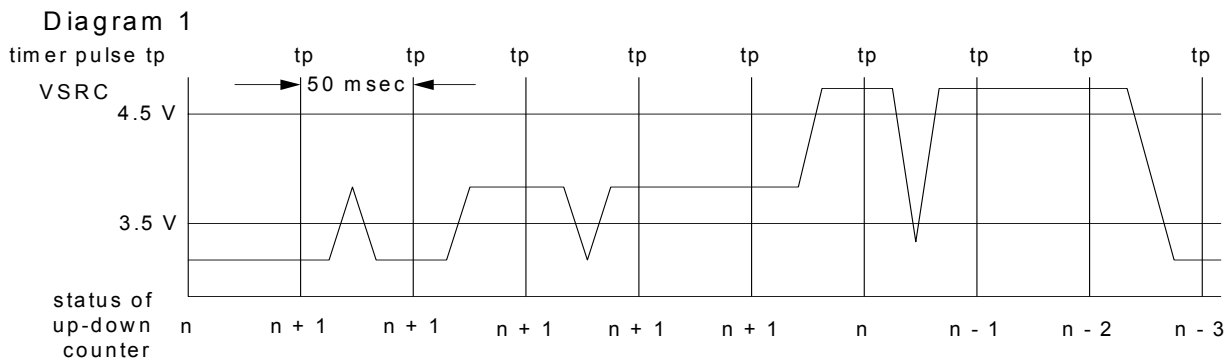 Diagram 1
timer pulse tp tp tp tp tp tp tp tp tp tp
50 msec
VSRC
4.5 V
3.5 V
status of
up-down
counter
n n + 1 n + 1 n + 1 n + 1 n + 1 n n - 1 n - 2 n - 3